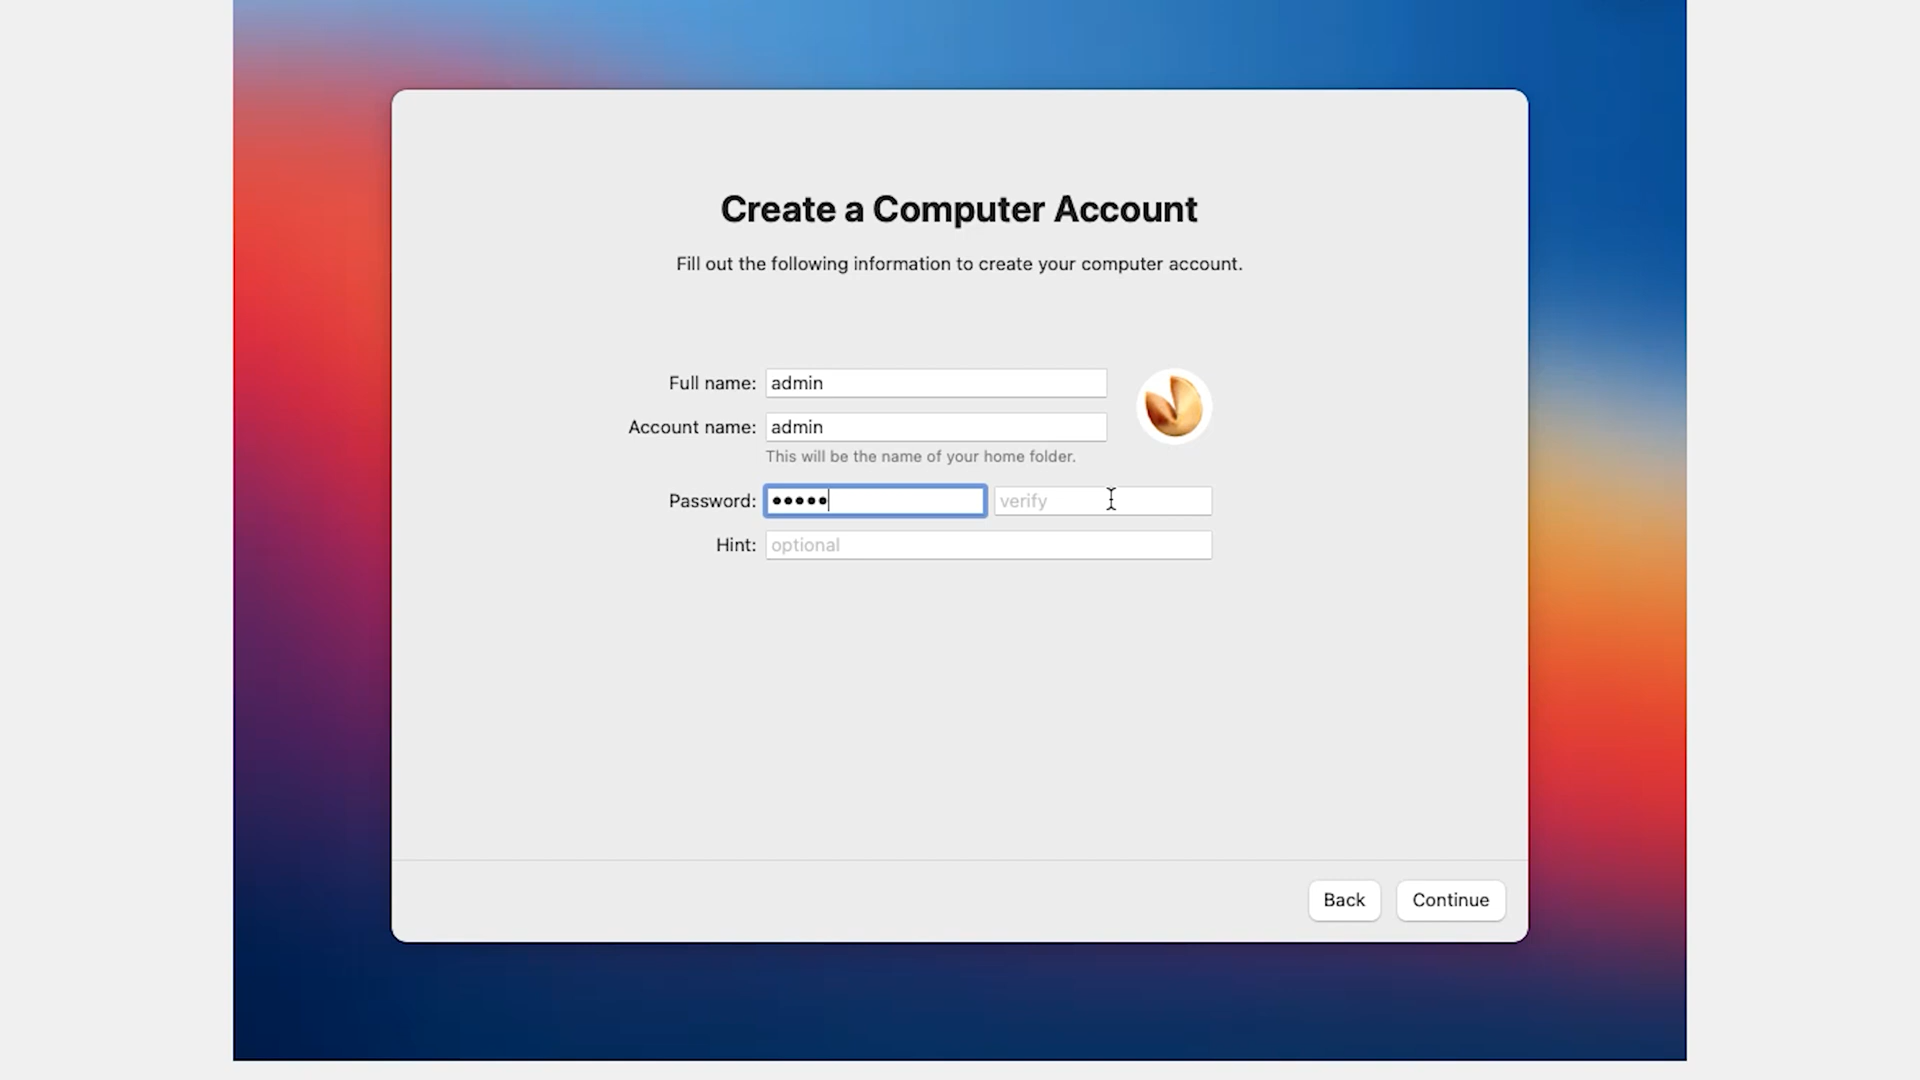 Create a Computer Account
Fill out the following information to create your computer account.
Full name: admin
Account name: admin
This will be the name of your home folder.
Password: ••••• verify
Hint: optional
Back Continue